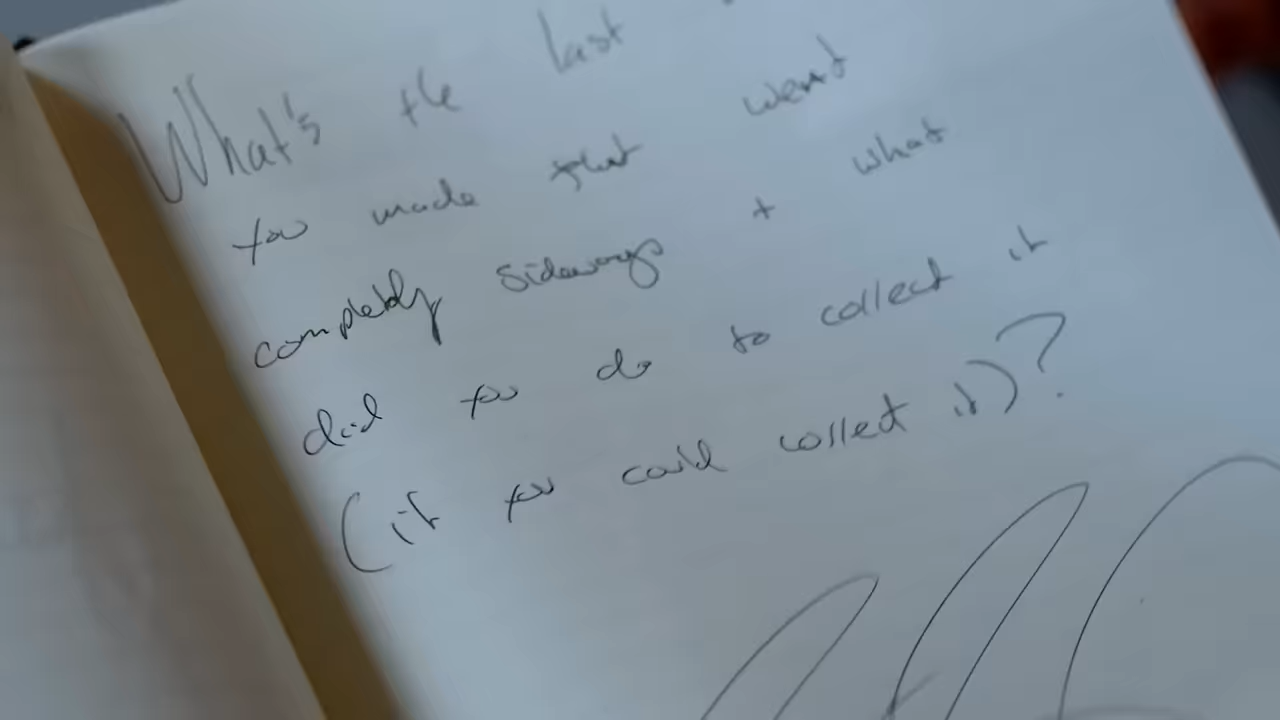 What's the last
you made that went
completely sideways + what
did you do to collect it
(if you could collect it)?